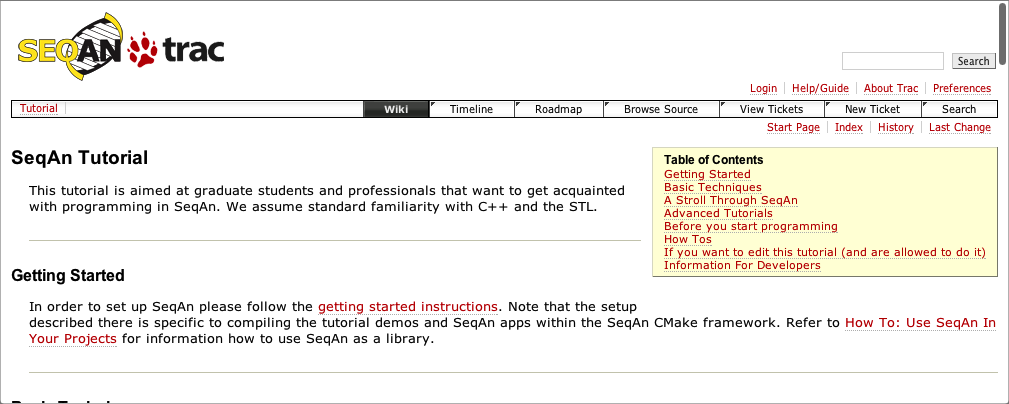 SEQAN trac
Search
Login Help/Guide About Trac Preferences
Tutorial Wiki Timeline Roadmap Browse Source View Tickets New Ticket Search
Start Page Index History Last Change
SeqAn Tutorial
This tutorial is aimed at graduate students and professionals that want to get acquainted
with programming in SeqAn. We assume standard familiarity with C++ and the STL.
Table of Contents
Getting Started
Basic Techniques
A Stroll Through SeqAn
Advanced Tutorials
Before you start programming
How Tos
If you want to edit this tutorial (and are allowed to do it)
Information For Developers
Getting Started
In order to set up SeqAn please follow the getting started instructions. Note that the setup
described there is specific to compiling the tutorial demos and SeqAn apps within the SeqAn CMake framework. Refer to How To: Use SeqAn In
Your Projects for information how to use SeqAn as a library.